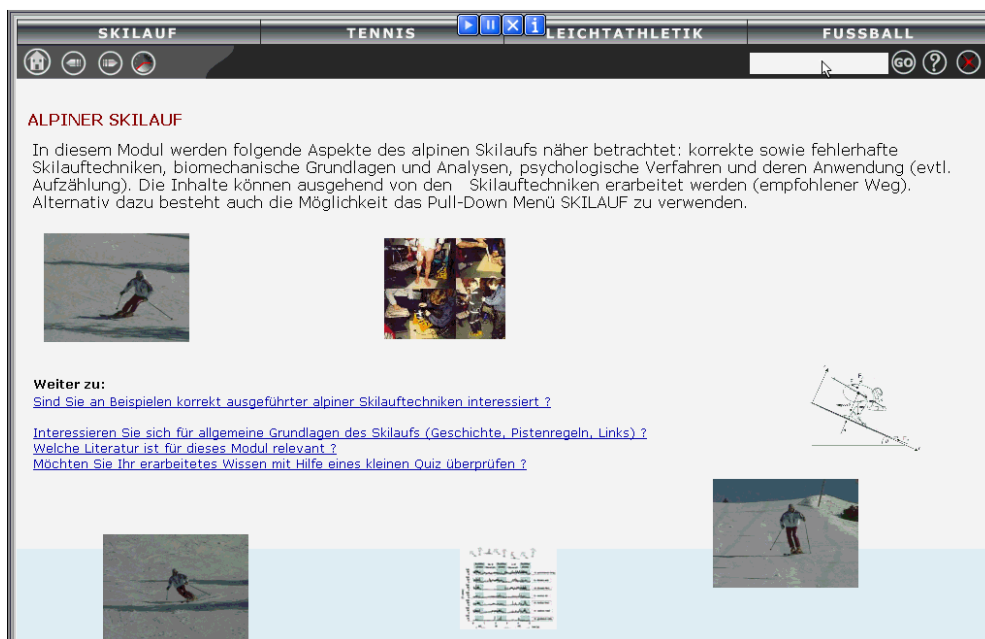 SKILAUF TENNIS LEICHTATHLETIK FUSSBALL
GO ?
ALPINER SKILAUF
In diesem Modul werden folgende Aspekte des alpinen Skilaufs näher betrachtet: korrekte sowie fehlerhafte
Skilauftechniken, biomechanische Grundlagen und Analysen, psychologische Verfahren und deren Anwendung (evtl.
Aufzählung). Die Inhalte können ausgehend von den Skilauftechniken erarbeitet werden (empfohlener Weg).
Alternativ dazu besteht auch die Möglichkeit das Pull-Down Menü SKILAUF zu verwenden.
Weiter zu:
Sind Sie an Beispielen korrekt ausgeführter alpiner Skilauftechniken interessiert ?
Interessieren Sie sich für allgemeine Grundlagen des Skilaufs (Geschichte, Pistenregeln, Links) ?
Welche Literatur ist für dieses Modul relevant ?
Möchten Sie Ihr erarbeitetes Wissen mit Hilfe eines kleinen Quiz überprüfen ?